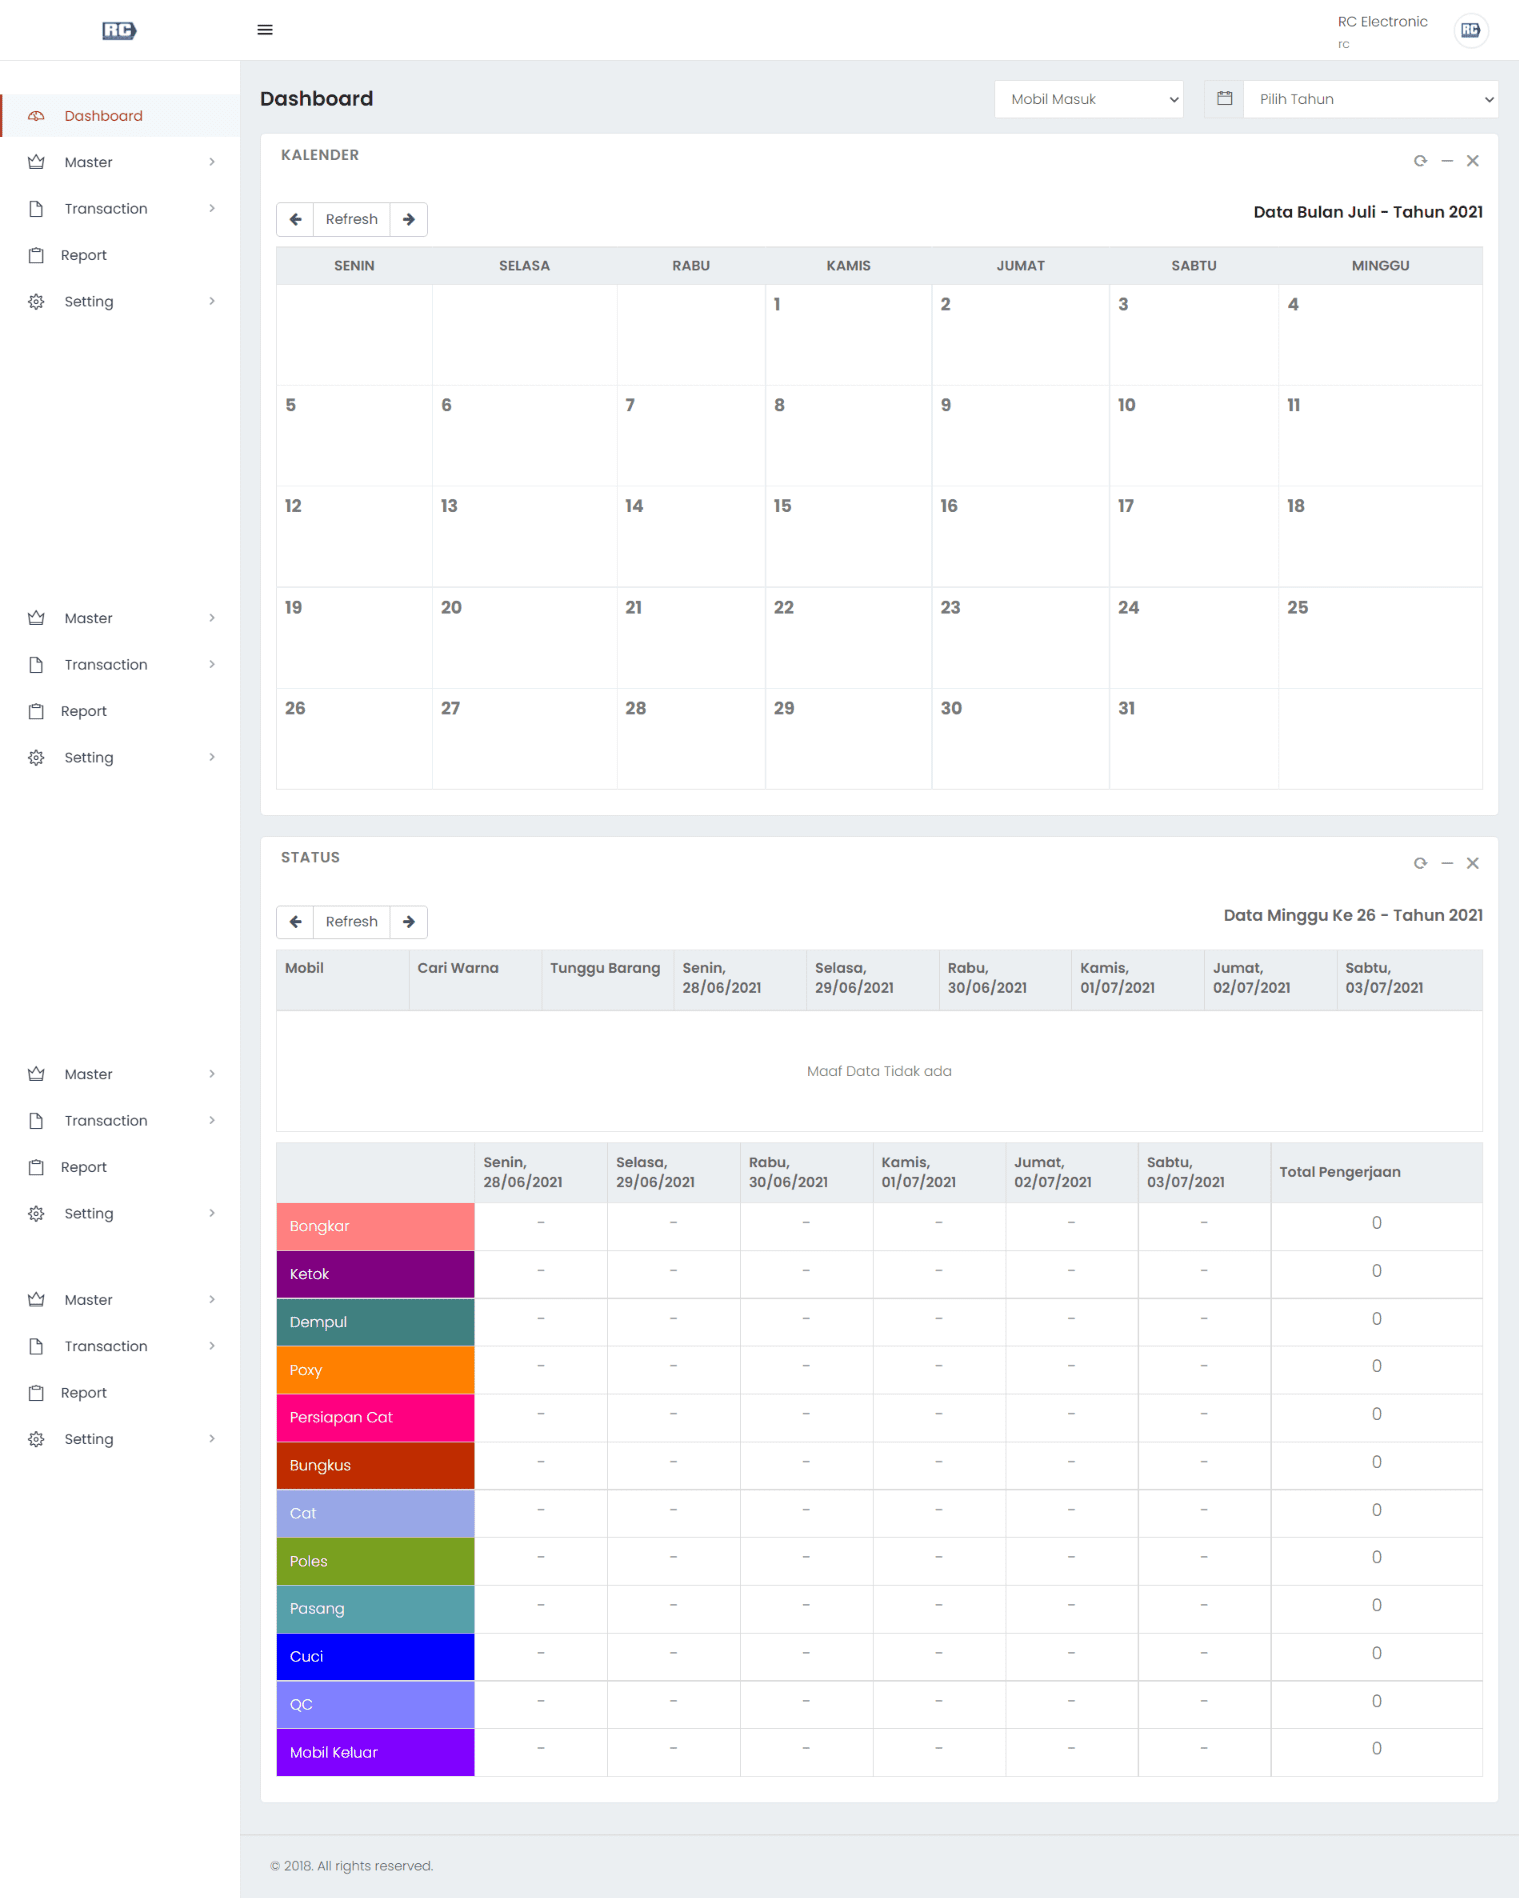 RC
RC Electronic
rc
RC
Dashboard
Master
Transaction
Report
Setting
Master
Transaction
Report
Setting
Master
Transaction
Report
Setting
Master
Transaction
Report
Setting
Dashboard
Mobil Masuk
Pilih Tahun
KALENDER
Refresh
Data Bulan Juli - Tahun 2021
SENIN SELASA RABU KAMIS JUMAT SABTU MINGGU
1 2 3 4
5 6 7 8 9 10 11
12 13 14 15 16 17 18
19 20 21 22 23 24 25
26 27 28 29 30 31
STATUS
Refresh
Data Minggu Ke 26 - Tahun 2021
Mobil Cari Warna Tunggu Barang Senin, Selasa, Rabu, Kamis, Jumat, Sabtu,
28/06/2021 29/06/2021 30/06/2021 01/07/2021 02/07/2021 03/07/2021
Maaf Data Tidak ada
Senin, Selasa, Rabu, Kamis, Jumat, Sabtu, Total Pengerjaan
28/06/2021 29/06/2021 30/06/2021 01/07/2021 02/07/2021 03/07/2021
Bongkar - - - - - - 0
Ketok - - - - - - 0
Dempul - - - - - - 0
Poxy - - - - - - 0
Persiapan Cat - - - - - - 0
Bungkus - - - - - - 0
Cat - - - - - - 0
Poles - - - - - - 0
Pasang - - - - - - 0
Cuci - - - - - - 0
QC - - - - - - 0
Mobil Keluar - - - - - - 0
© 2018. All rights reserved.